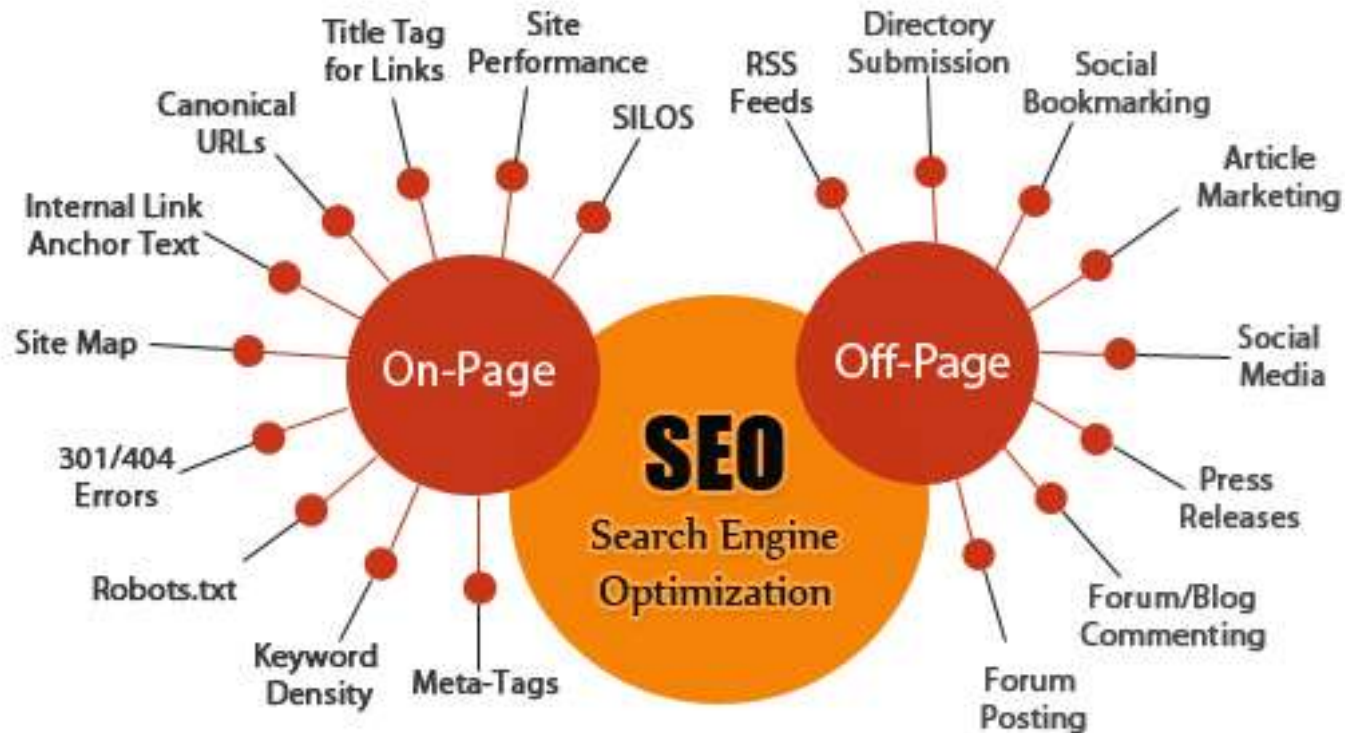 Title Tag
for Links
Site
Performance
SILOS
Canonical
URLs
Internal Link
Anchor Text
Site Map
301/404
Errors
Robots.txt
Keyword
Density
Meta-Tags
On-Page
SEO
Search Engine
Optimization
Off-Page
RSS
Feeds
Directory
Submission
Social
Bookmarking
Article
Marketing
Social
Media
Press
Releases
Forum/Blog
Commenting
Forum
Posting